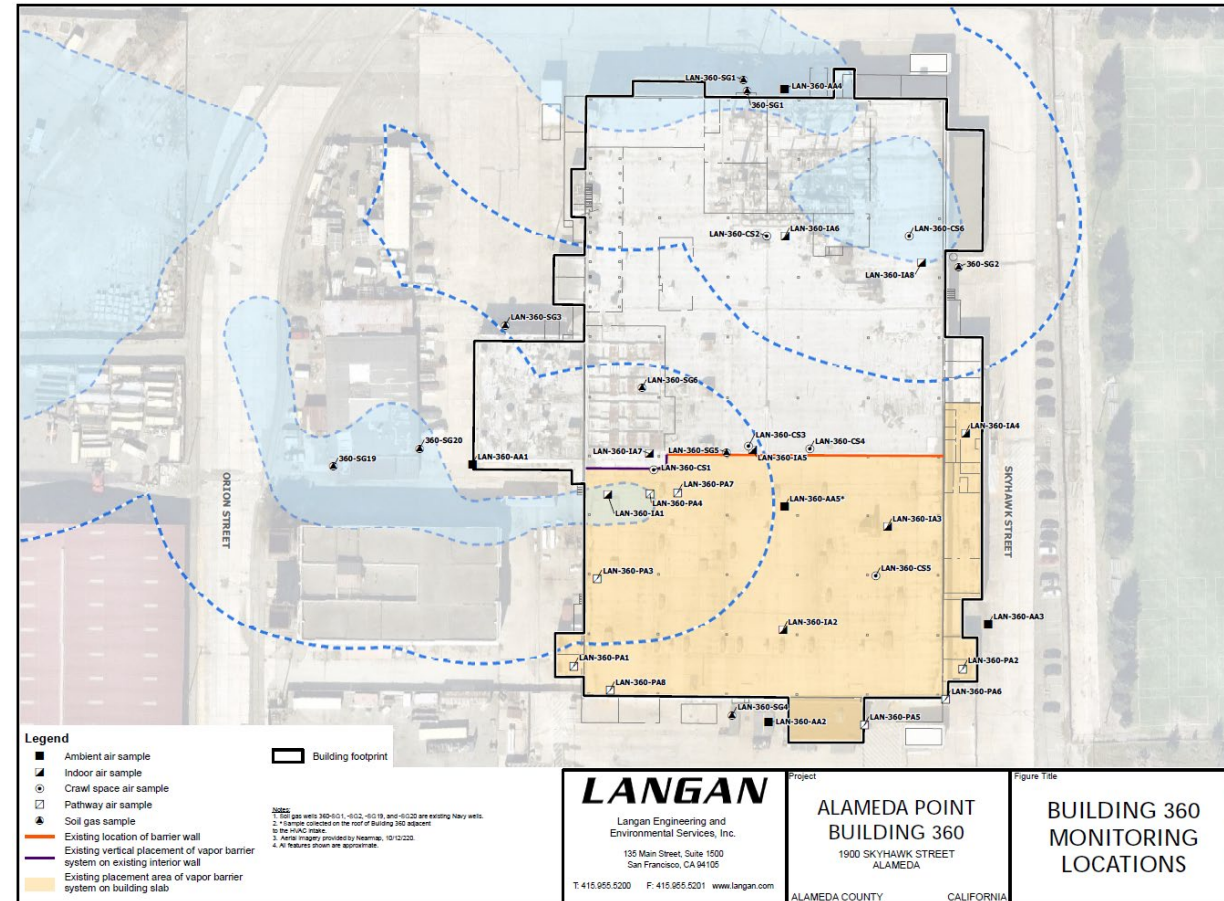 LAN-360-SG1
LAN-360-AA4
360-SG1
LAN-360-CS2
LAN-360-IA6
LAN-360-CS6
LAN-360-IA8
360-SG2
LAN-360-SG3
LAN-360-SG6
LAN-360-IA4
360-SG20
LAN-360-CS3
LAN-360-CS4
LAN-360-IA7
LAN-360-SG5
LAN-360-IA5
360-SG19
LAN-360-AA1
LAN-360-CS1
LAN-360-PA7
LAN-360-PA4
LAN-360-IA1
LAN-360-AA5*
LAN-360-IA3
ORION STREET
SKYHAWK STREET
LAN-360-PA3
LAN-360-CS5
LAN-360-IA2
LAN-360-AA3
LAN-360-PA1
LAN-360-PA2
LAN-360-PA8
LAN-360-PA6
LAN-360-SG4
LAN-360-AA2
LAN-360-PA5
Legend
Ambient air sample
Indoor air sample
Crawl space air sample
Pathway air sample
Soil gas sample
Existing location of barrier wall
Existing vertical placement of vapor barrier
system on existing interior wall
Existing placement area of vapor barrier
system on building slab
Building footprint
Notes:
1. Soil gas wells 360-SG1, -SG2, -SG19, and -SG20 are existing Navy wells.
2. * Sample collected on the roof of Building 360 adjacent
to the HVAC intake.
3. Aerial imagery provided by Nearmap, 10/12/220.
4. All features shown are approximate.
LANGAN
Langan Engineering and
Environmental Services, Inc.
135 Main Street, Suite 1500
San Francisco, CA 94105
T: 415.955.5200 F: 415.955.5201 www.langan.com
Project
ALAMEDA POINT
BUILDING 360
1900 SKYHAWK STREET
ALAMEDA
ALAMEDA COUNTY CALIFORNIA
Figure Title
BUILDING 360
MONITORING
LOCATIONS